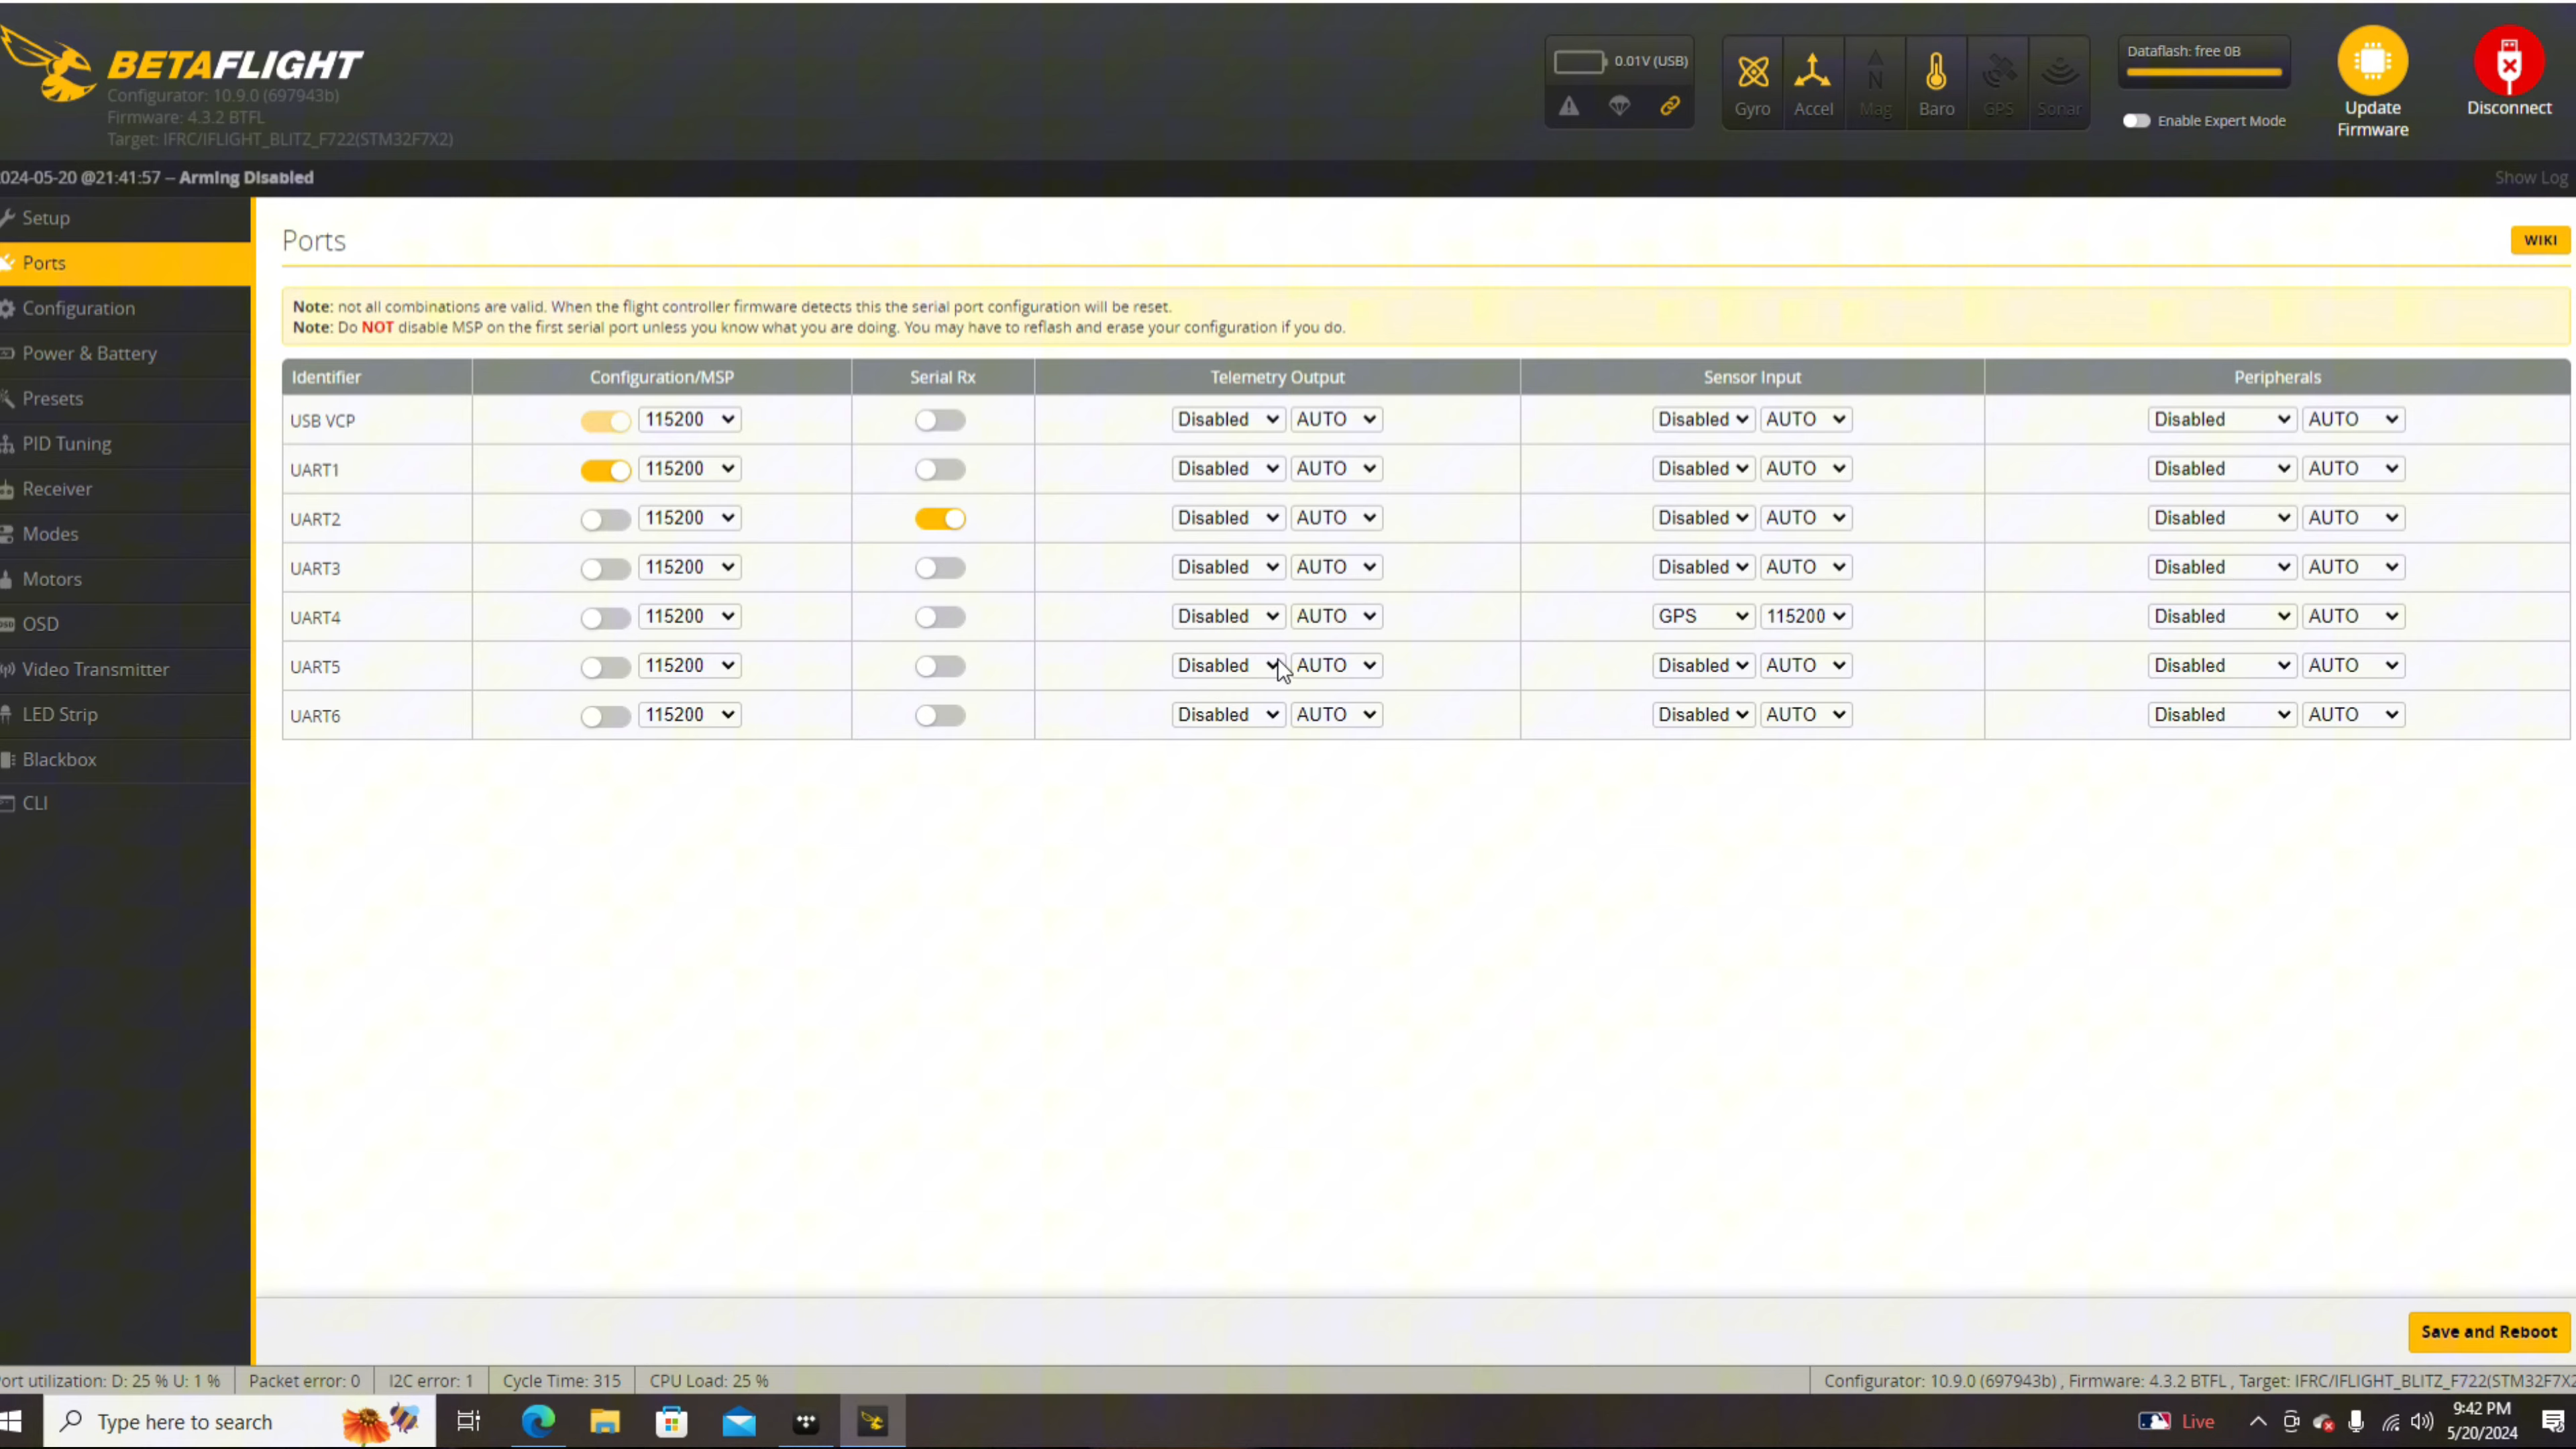 BETAFLIGHT
Configurator: 10.9.0 (697943b)
Firmware: 4.3.2 BTFL
Target: IFRC/IFLIGHT_BLITZ_F722(STM32F7X2)
0.01V (USB)
Gyro Accel Mag Baro GPS Sonar
Dataflash: free 0B
Enable Expert Mode
Update
Firmware
Disconnect
024-05-20 @21:41:57 -- Arming Disabled
Show Log
Setup
Ports
Configuration
Power & Battery
Presets
PID Tuning
Receiver
Modes
Motors
OSD
Video Transmitter
LED Strip
Blackbox
CLI
Ports
WIKI
Note: not all combinations are valid. When the flight controller firmware detects this the serial port configuration will be reset.
Note: Do NOT disable MSP on the first serial port unless you know what you are doing. You may have to reflash and erase your configuration if you do.
Identifier Configuration/MSP Serial Rx Telemetry Output Sensor Input Peripherals
USB VCP 115200 Disabled AUTO Disabled AUTO Disabled AUTO
UART1 115200 Disabled AUTO Disabled AUTO Disabled AUTO
UART2 115200 Disabled AUTO Disabled AUTO Disabled AUTO
UART3 115200 Disabled AUTO Disabled AUTO Disabled AUTO
UART4 115200 Disabled AUTO GPS 115200 Disabled AUTO
UART5 115200 Disabled AUTO Disabled AUTO Disabled AUTO
UART6 115200 Disabled AUTO Disabled AUTO Disabled AUTO
Save and Reboot
ort utilization: D: 25 % U: 1 % Packet error: 0 I2C error: 1 Cycle Time: 315 CPU Load: 25 % Configurator: 10.9.0 (697943b) , Firmware: 4.3.2 BTFL , Target: IFRC/IFLIGHT_BLITZ_F722(STM32F7X2
Type here to search
Live
9:42 PM
5/20/2024